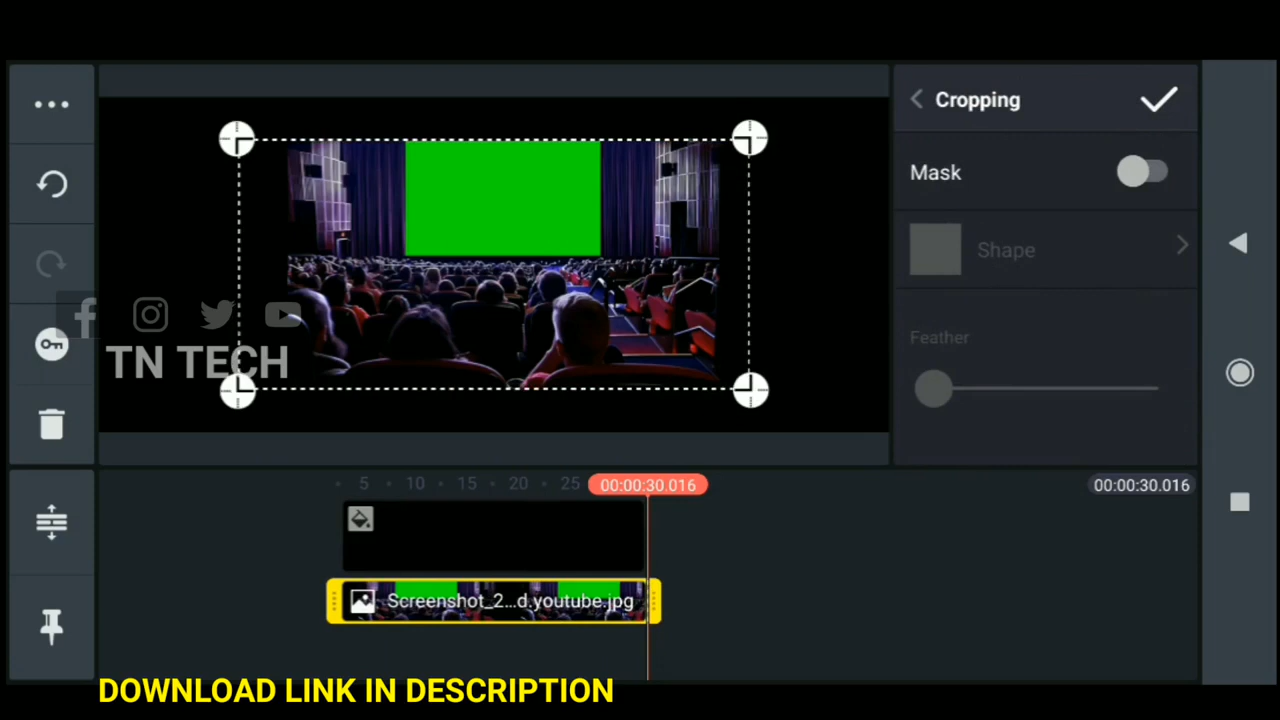 Cropping
Mask
Shape
Feather
TN TECH
5 10 15 20 25 00:00:30.016 00:00:30.016
Screenshot_2...d.youtube.jpg
DOWNLOAD LINK IN DESCRIPTION